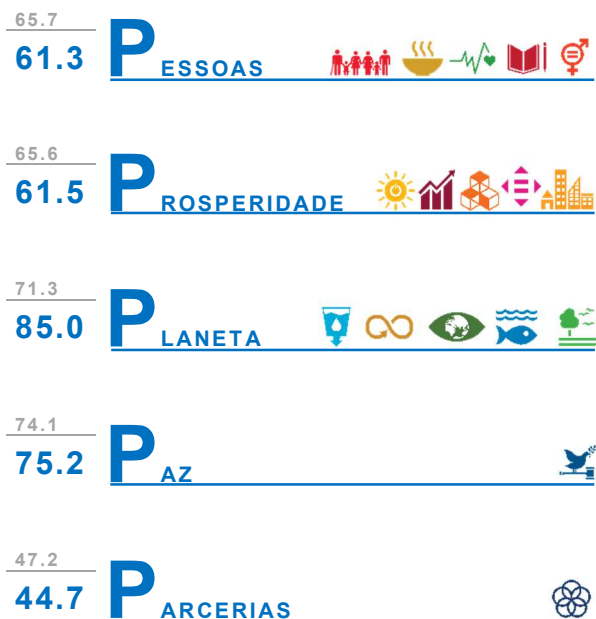 65.7
61.3 PESSOAS
65.6
61.5 PROSPERIDADE
71.3
85.0 PLANETA
74.1
75.2 PAZ
47.2
44.7 PARCERIAS